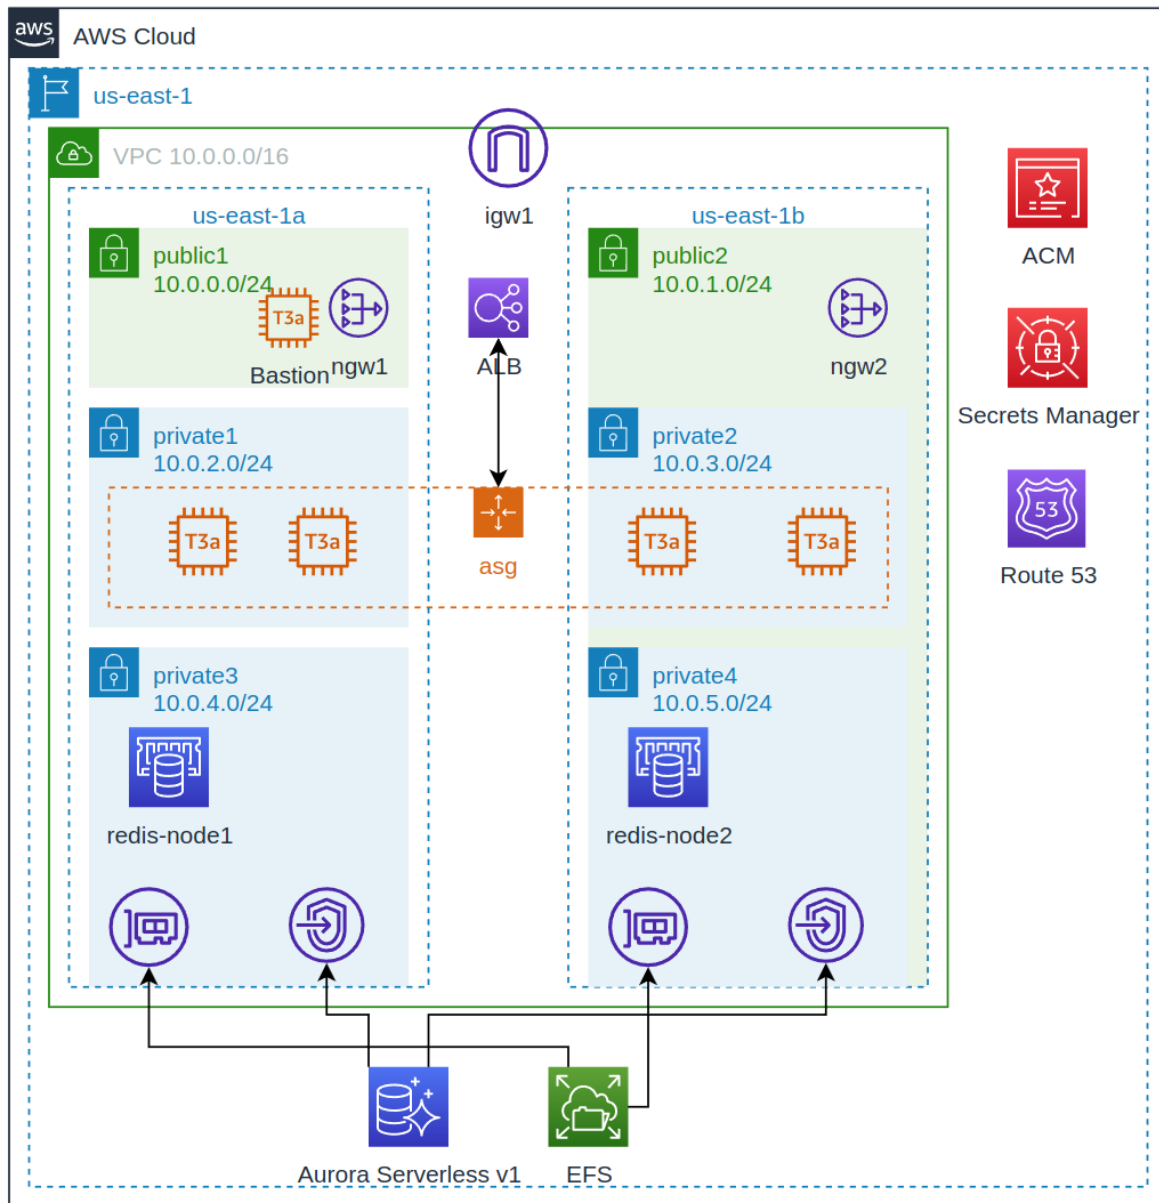 aws
AWS Cloud
us-east-1
VPC 10.0.0.0/16
igw1
us-east-1a
public1
10.0.0.0/24
T3a
Bastion
ngw1
ALB
us-east-1b
public2
10.0.1.0/24
ngw2
private1
10.0.2.0/24
T3a
T3a
asg
private2
10.0.3.0/24
T3a
T3a
private3
10.0.4.0/24
redis-node1
private4
10.0.5.0/24
redis-node2
ACM
Secrets Manager
53
Route 53
Aurora Serverless v1
EFS